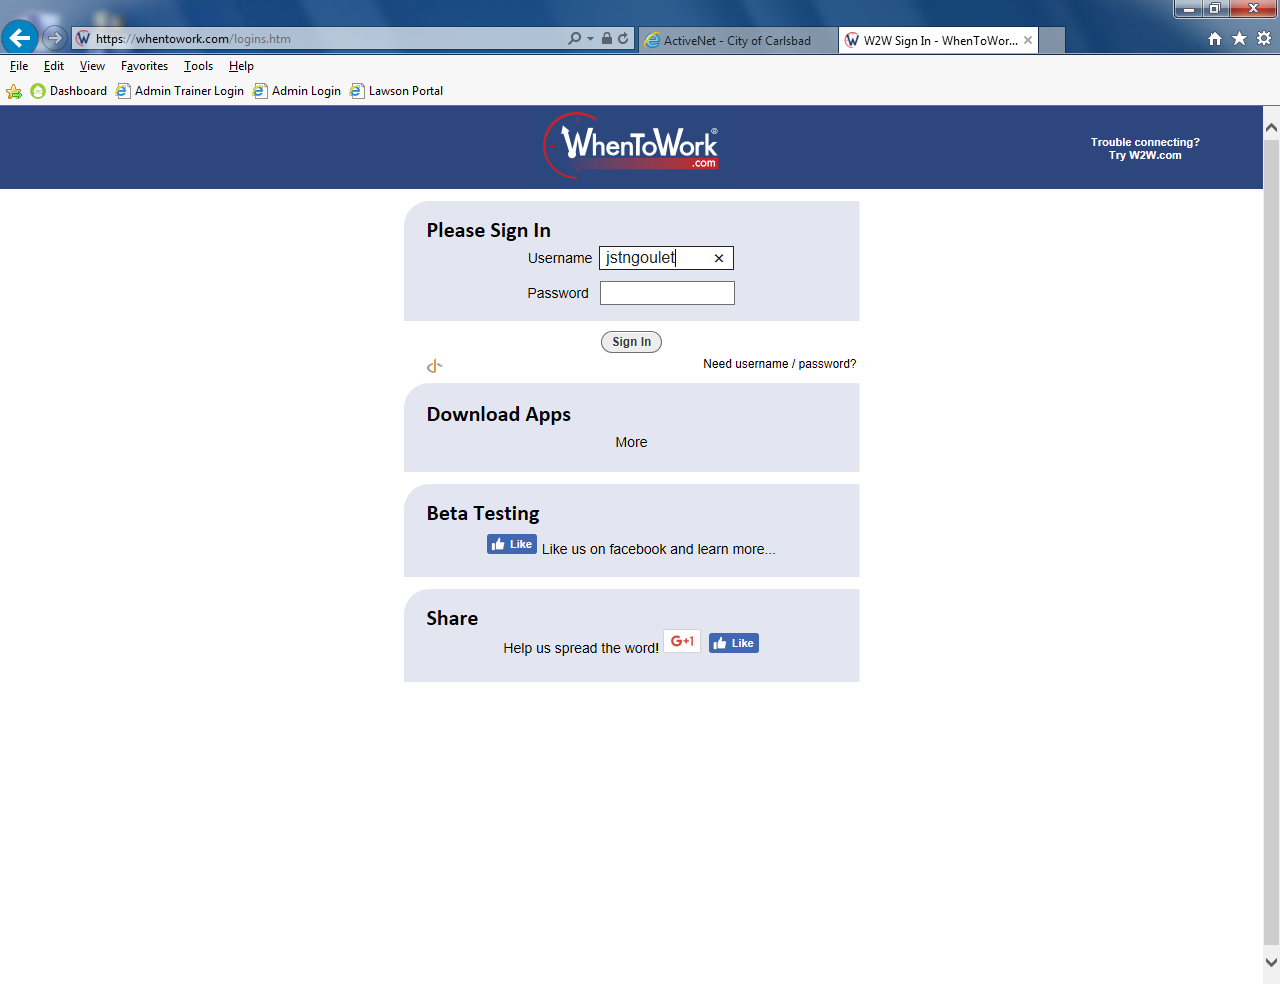 https://whentowork.com/logins.htm
ActiveNet - City of Carlsbad
W2W Sign In - WhenToWor...
File Edit View Favorites Tools Help
Dashboard Admin Trainer Login Admin Login Lawson Portal
WhenToWork®
.com
Trouble connecting?
Try W2W.com
Please Sign In
Username jstngoulet
Password
Sign In
Need username / password?
Download Apps
More
Beta Testing
Like Like us on facebook and learn more...
Share
Help us spread the word! G+1 Like